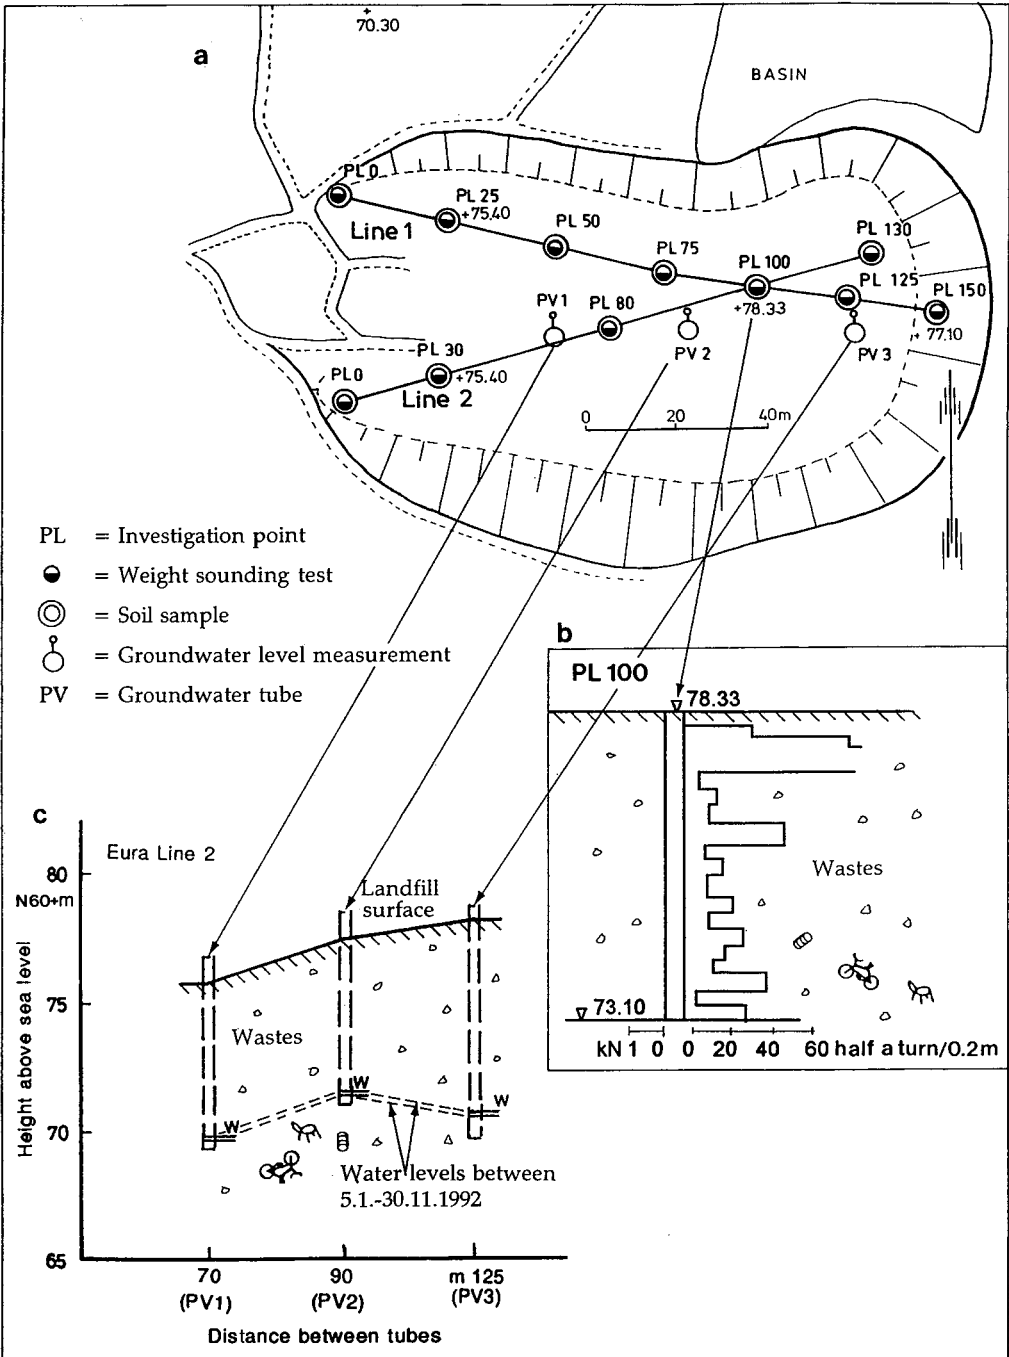 a
+
70.30
BASIN
PL 0
PL 25
+75.40
Line 1
PL 50
PL 75
PL 100
+78.33
PL 130
PL 125
PL 150
+ 77.10
PV 1
PL 80
PV 2
PV 3
PL 30
+75.40
PL 0
Line 2
0 20 40m
PL = Investigation point
= Weight sounding test
= Soil sample
= Groundwater level measurement
PV = Groundwater tube
b
PL 100
78.33
Wastes
73.10
kN 1 0 0 20 40 60 half a turn/0.2m
c
Eura Line 2
80
N60+m
75
70
65
Height above sea level
Landfill
surface
Wastes
W
W
W
Water levels between
5.1.-30.11.1992
70 90 m 125
(PV1) (PV2) (PV3)
Distance between tubes